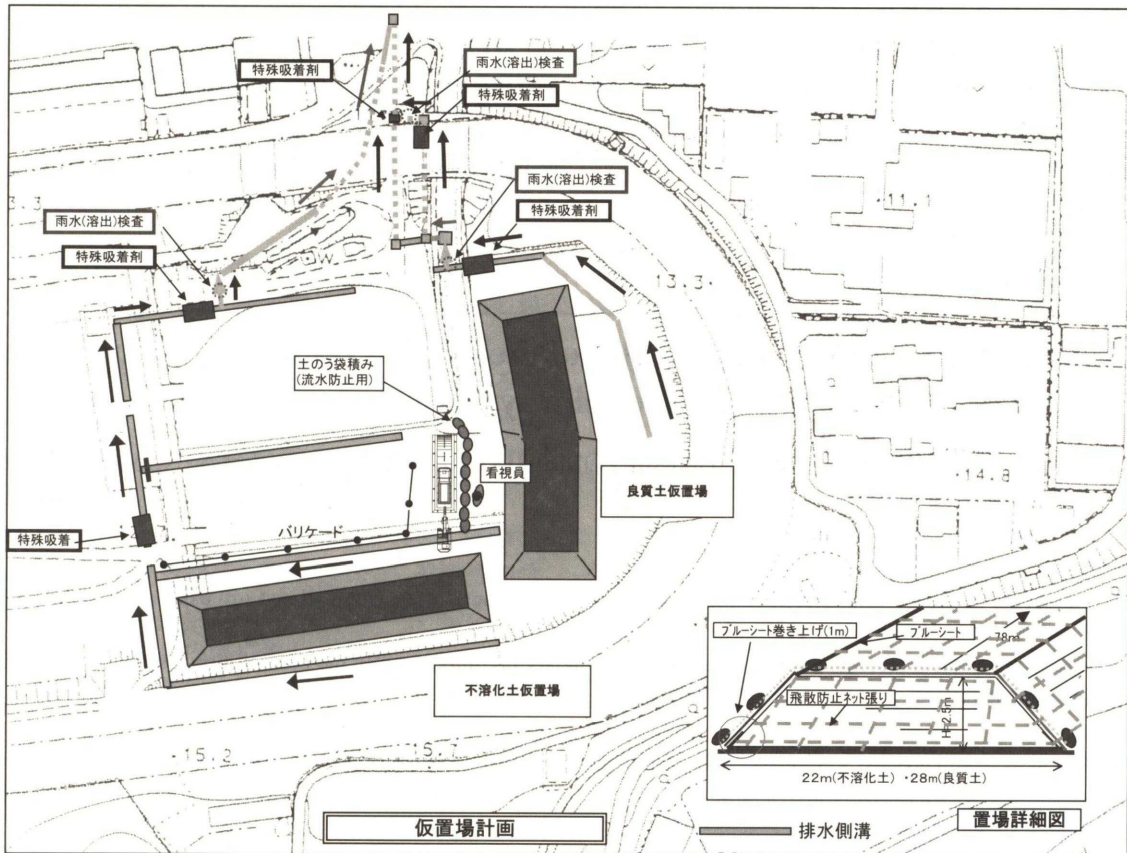 特殊吸着剤
雨水(溶出)検査
特殊吸着剤
雨水(溶出)検査
特殊吸着剤
雨水(溶出)検査
特殊吸着剤
3.3
・11.1
13.3
土のう袋積み
(流水防止用)
看視員
良質土仮置場
・14.8
バリケード
特殊吸着
不溶化土仮置場
・15.2
・15.7
ブルーシート巻き上げ(1m)
ブルーシート
78m
飛散防止ネット張り
H=2.5m
22m(不溶化土)・28m(良質土)
仮置場計画
排水側溝
置場詳細図